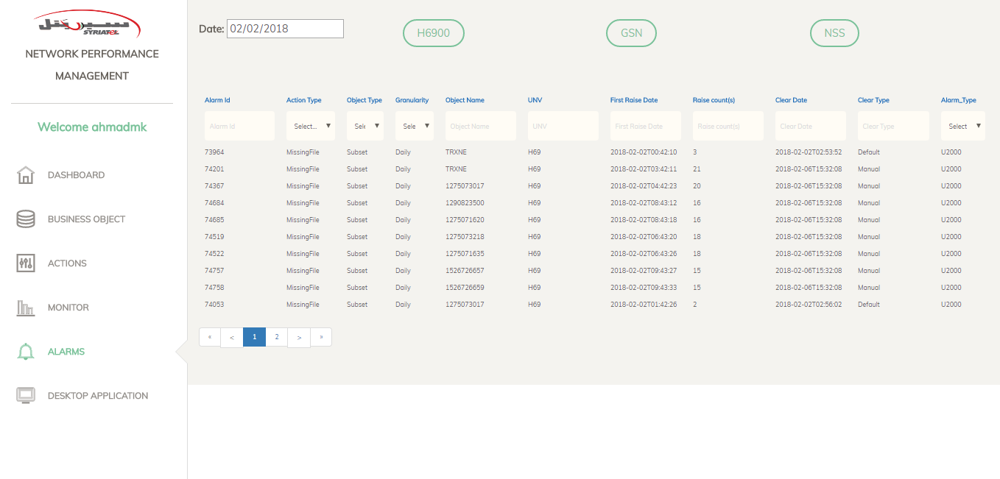 سيريتل
SYRIATEL
NETWORK PERFORMANCE
MANAGEMENT
Welcome ahmadmk
DASHBOARD
BUSINESS OBJECT
ACTIONS
MONITOR
ALARMS
DESKTOP APPLICATION
Date: 02/02/2018 H6900 GSN NSS
Alarm Id Action Type Object Type Granularity Object Name UNV First Raise Date Raise count(s) Clear Date Clear Type Alarm_Type
Alarm Id Select... ▼ Sele ▼ Sele ▼ Object Name UNV First Raise Date Raise count(s) Clear Date Clear Type Select ▼
73964 MissingFile Subset Daily TRXNE H69 2018-02-02T00:42:10 3 2018-02-02T02:53:52 Default U2000
74201 MissingFile Subset Daily TRXNE H69 2018-02-02T03:42:11 21 2018-02-06T15:32:08 Manual U2000
74367 MissingFile Subset Daily 1275073017 H69 2018-02-02T04:42:23 20 2018-02-06T15:32:08 Manual U2000
74684 MissingFile Subset Daily 1290823500 H69 2018-02-02T08:43:12 16 2018-02-06T15:32:08 Manual U2000
74685 MissingFile Subset Daily 1275071620 H69 2018-02-02T08:43:18 16 2018-02-06T15:32:08 Manual U2000
74519 MissingFile Subset Daily 1275073218 H69 2018-02-02T06:43:20 18 2018-02-06T15:32:08 Manual U2000
74522 MissingFile Subset Daily 1275071635 H69 2018-02-02T06:43:26 18 2018-02-06T15:32:08 Manual U2000
74757 MissingFile Subset Daily 1526726657 H69 2018-02-02T09:43:27 15 2018-02-06T15:32:08 Manual U2000
74758 MissingFile Subset Daily 1526726659 H69 2018-02-02T09:43:33 15 2018-02-06T15:32:08 Manual U2000
74053 MissingFile Subset Daily 1275073017 H69 2018-02-02T01:42:26 2 2018-02-02T02:56:02 Default U2000
« < 1 2 > »